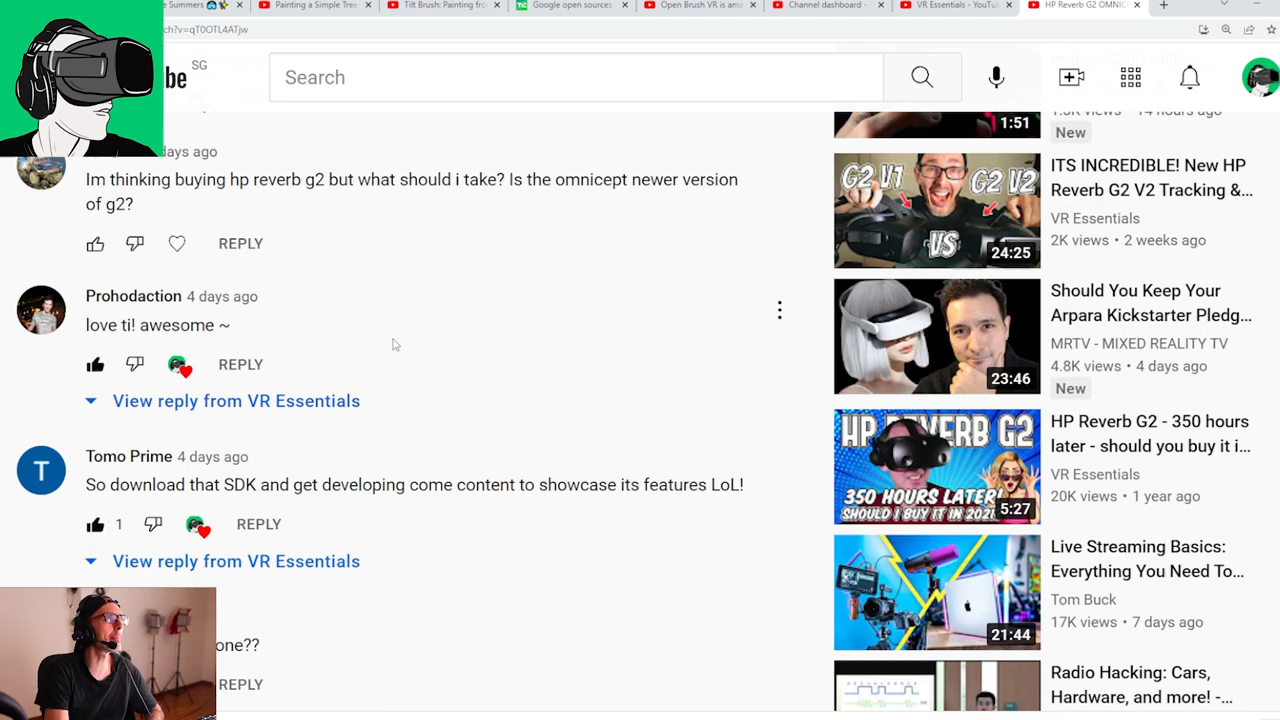 Summers
Painting a Simple Tree
Tilt Brush: Painting fro
Google open sources
Open Brush VR is ama
Channel dashboard -
VR Essentials - YouTu
HP Reverb G2 OMNIC
ch?v=qT0OTL4ATjw
be SG
Search
days ago
Im thinking buying hp reverb g2 but what should i take? Is the omnicept newer version
of g2?
REPLY
Prohodaction 4 days ago
love ti! awesome ~
REPLY
View reply from VR Essentials
T
Tomo Prime 4 days ago
So download that SDK and get developing come content to showcase its features LoL!
1 REPLY
View reply from VR Essentials
one??
REPLY
1:51
New
G2 V1
G2 V2
VS
24:25
ITS INCREDIBLE! New HP
Reverb G2 V2 Tracking &...
VR Essentials
2K views • 2 weeks ago
23:46
Should You Keep Your
Arpara Kickstarter Pledg...
MRTV - MIXED REALITY TV
4.8K views • 4 days ago
New
HP REVERB G2
350 HOURS LATER!
SHOULD I BUY IT IN 202
5:27
HP Reverb G2 - 350 hours
later - should you buy it i...
VR Essentials
20K views • 1 year ago
21:44
Live Streaming Basics:
Everything You Need To...
Tom Buck
17K views • 7 days ago
Radio Hacking: Cars,
Hardware, and more! -...